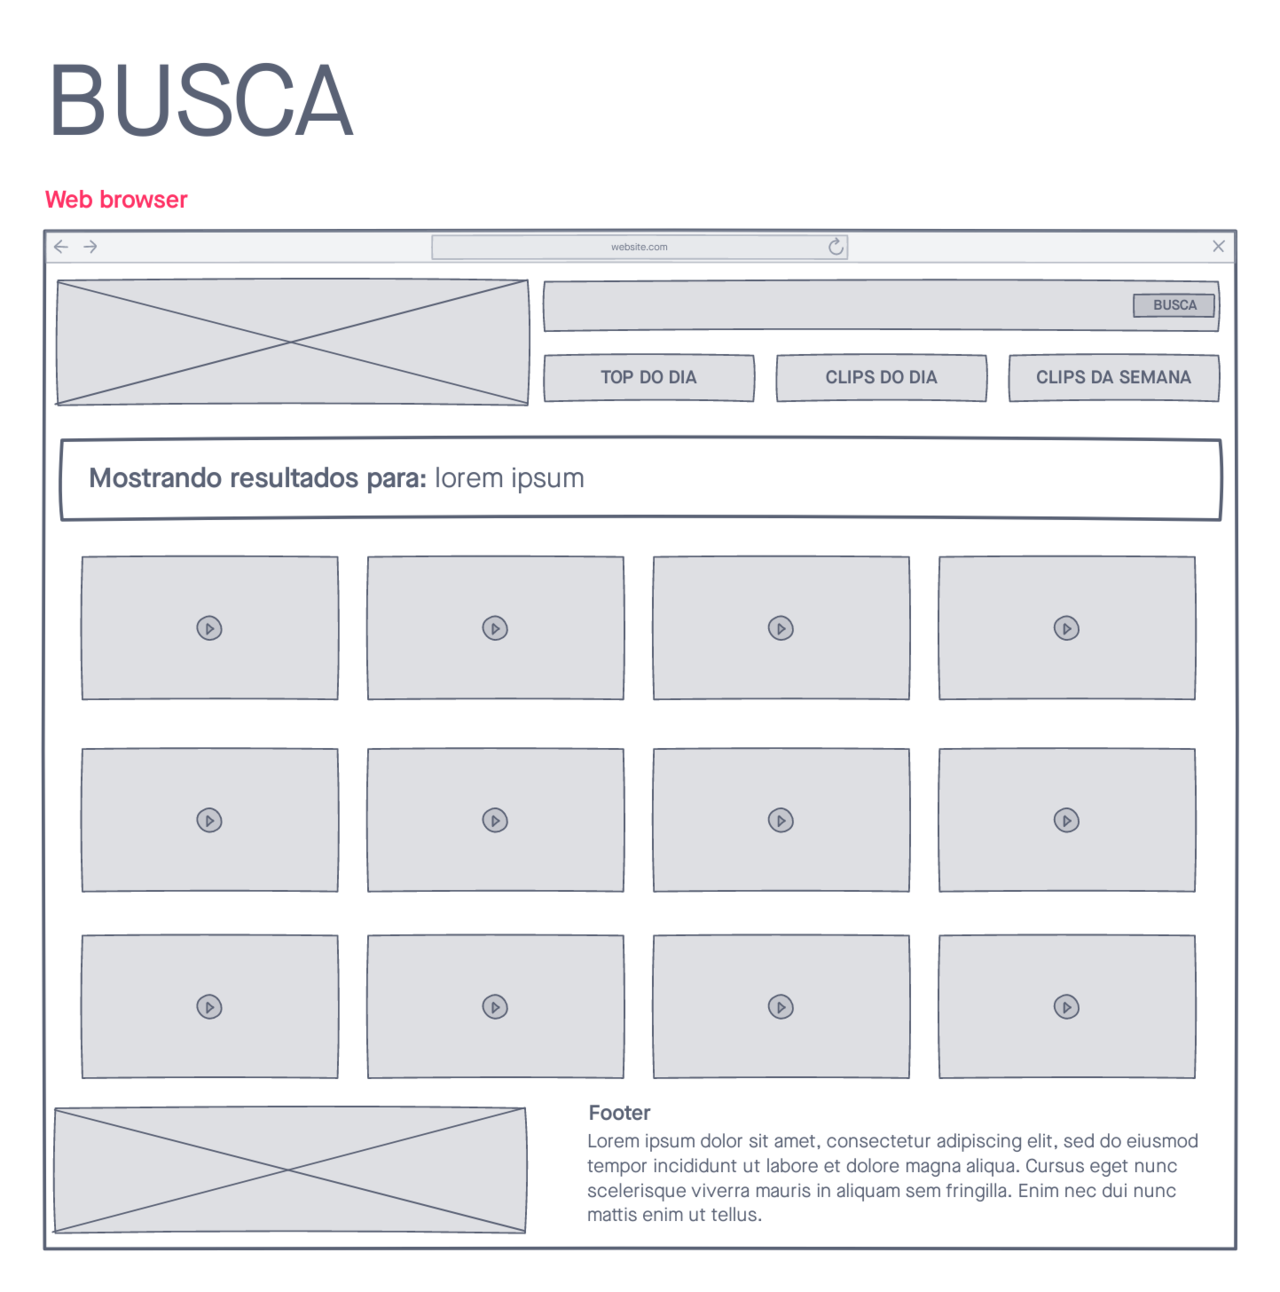 BUSCA
Web browser
website.com
BUSCA
TOP DO DIA
CLIPS DO DIA
CLIPS DA SEMANA
Mostrando resultados para: lorem ipsum
Footer
Lorem ipsum dolor sit amet, consectetur adipiscing elit, sed do eiusmod
tempor incididunt ut labore et dolore magna aliqua. Cursus eget nunc
scelerisque viverra mauris in aliquam sem fringilla. Enim nec dui nunc
mattis enim ut tellus.